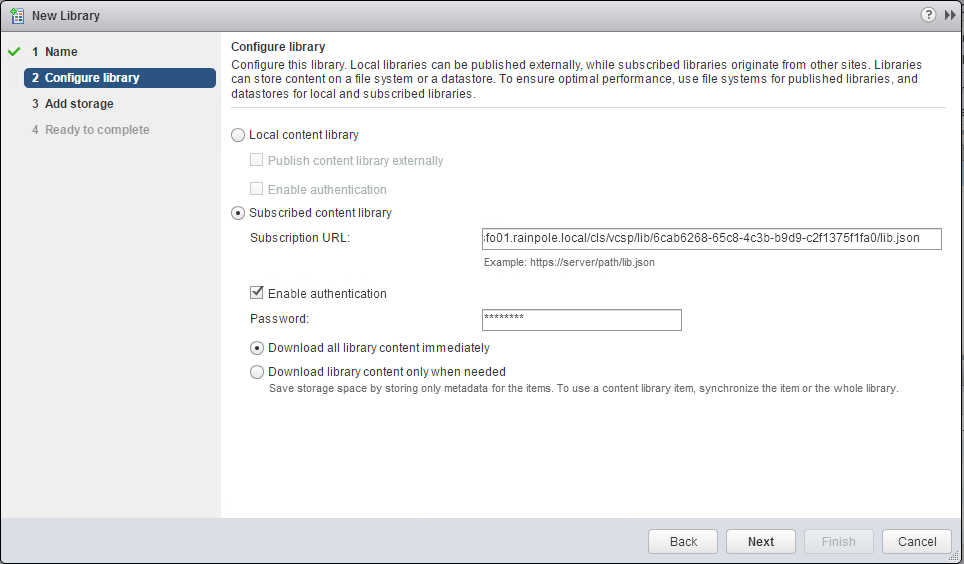 New Library
?
1 Name
2 Configure library
3 Add storage
4 Ready to complete
Configure library
Configure this library. Local libraries can be published externally, while subscribed libraries originate from other sites. Libraries
can store content on a file system or a datastore. To ensure optimal performance, use file systems for published libraries, and
datastores for local and subscribed libraries.
Local content library
Publish content library externally
Enable authentication
Subscribed content library
Subscription URL:
fo01.rainpole.local/cls/vcsp/lib/6cab6268-65c8-4c3b-b9d9-c2f1375f1fa0/lib.json
Example: https://server/path/lib.json
Enable authentication
Password:
********
Download all library content immediately
Download library content only when needed
Save storage space by storing only metadata for the items. To use a content library item, synchronize the item or the whole library.
Back
Next
Finish
Cancel